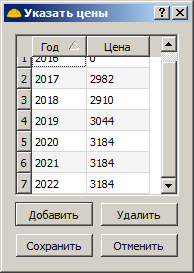 Указать цены ?
Год Цена
1 2016 0
2 2017 2982
3 2018 2910
4 2019 3044
5 2020 3184
6 2021 3184
7 2022 3184
Добавить Удалить
Сохранить Отменить